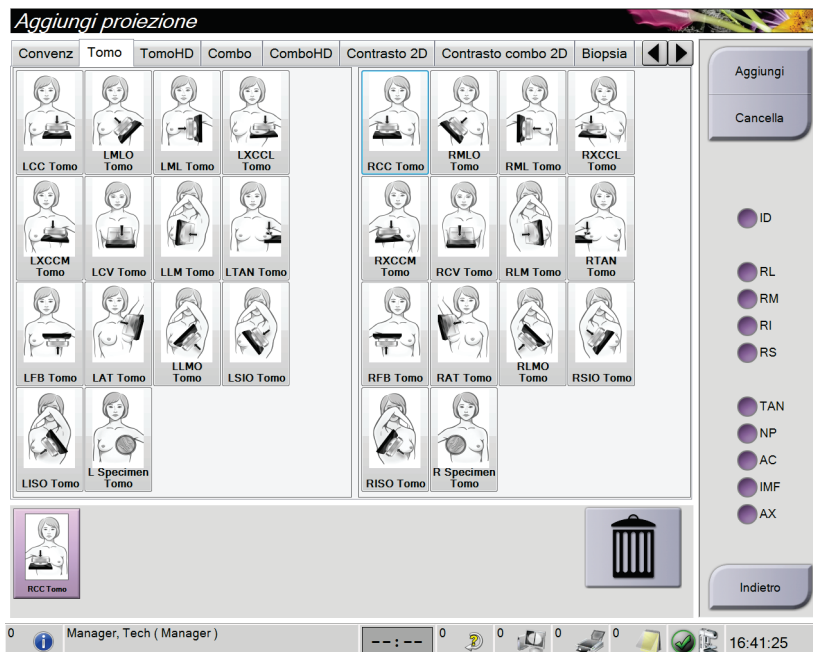 Aggiungi proiezione
Convenz Tomo TomoHD Combo ComboHD Contrasto 2D Contrasto combo 2D Biopsia
LCC Tomo
LMLO
Tomo
LML Tomo
LXCCL
Tomo
RCC Tomo
RMLO
Tomo
RML Tomo
RXCCL
Tomo
LXCCM
Tomo
LCV Tomo
LLM Tomo
LTAN Tomo
RXCCM
Tomo
RCV Tomo
RLM Tomo
RTAN
Tomo
LFB Tomo
LAT Tomo
LLMO
Tomo
LSIO Tomo
RFB Tomo
RAT Tomo
RLMO
Tomo
RSIO Tomo
LISO Tomo
L Specimen
Tomo
RISO Tomo
R Specimen
Tomo
RCC Tomo
Aggiungi
Cancella
ID
RL
RM
RI
RS
TAN
NP
AC
IMF
AX
Indietro
0 Manager, Tech ( Manager ) --:-- 0 0 0 0 16:41:25